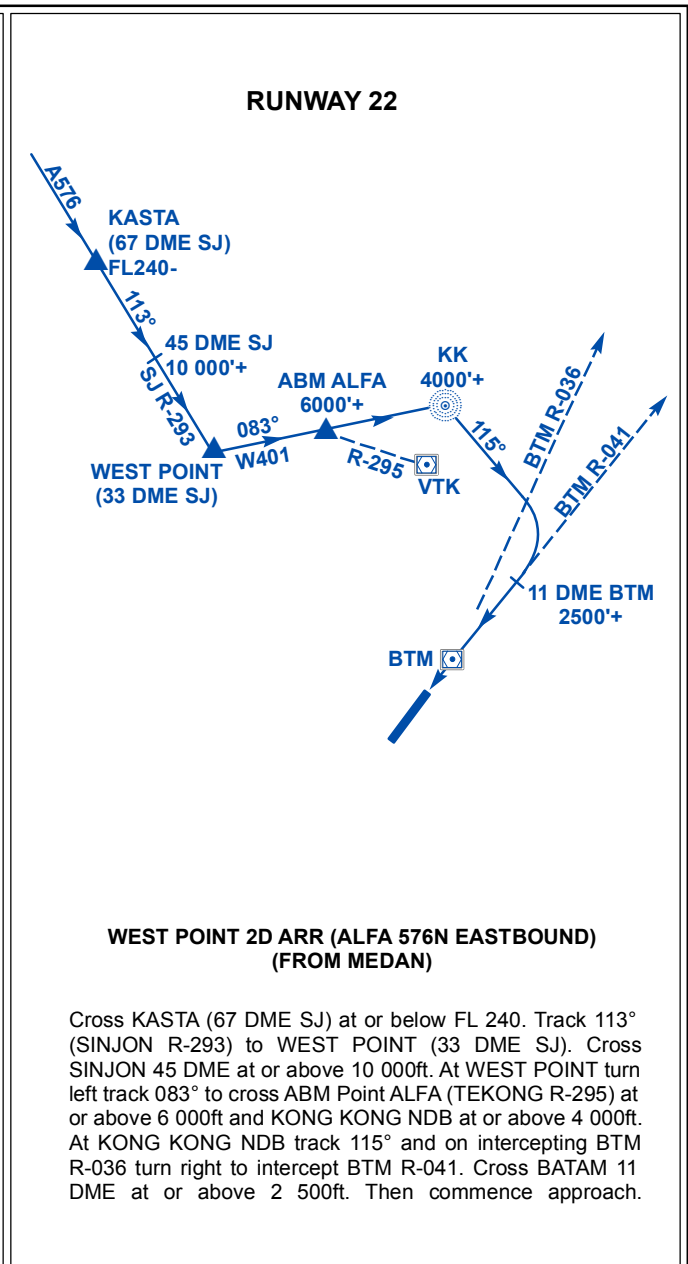 RUNWAY 22
A576
KASTA
(67 DME SJ)
FL240-
113°
45 DME SJ
10 000'+
SJ R-293
WEST POINT
(33 DME SJ)
083°
W401
ABM ALFA
6000'+
R-295
VTK
KK
4000'+
115°
BTM R-036
BTM R-041
11 DME BTM
2500'+
BTM
WEST POINT 2D ARR (ALFA 576N EASTBOUND)
(FROM MEDAN)
Cross KASTA (67 DME SJ) at or below FL 240. Track 113°
(SINJON R-293) to WEST POINT (33 DME SJ). Cross
SINJON 45 DME at or above 10 000ft. At WEST POINT turn
left track 083° to cross ABM Point ALFA (TEKONG R-295) at
or above 6 000ft and KONG KONG NDB at or above 4 000ft.
At KONG KONG NDB track 115° and on intercepting BTM
R-036 turn right to intercept BTM R-041. Cross BATAM 11
DME at or above 2 500ft. Then commence approach.